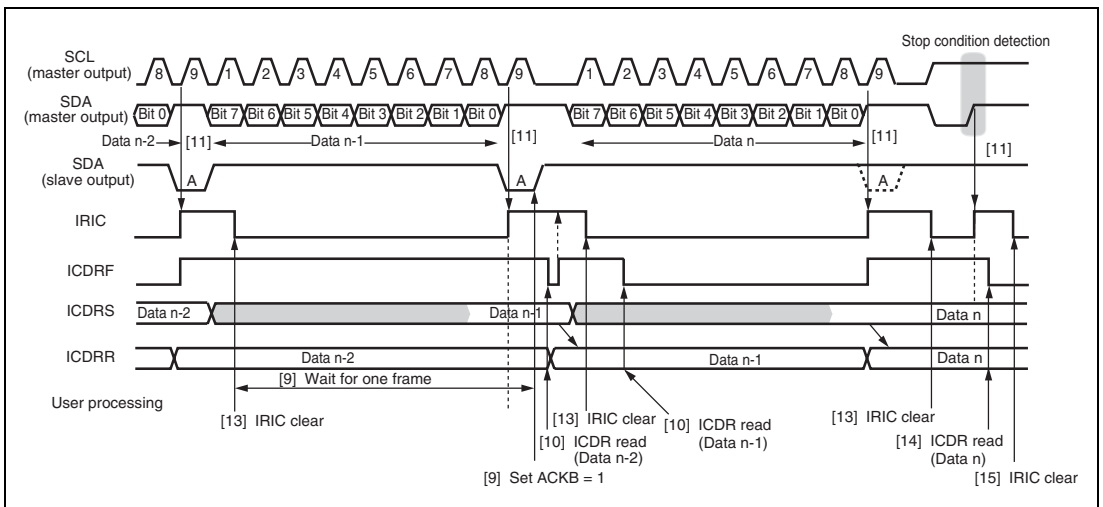 Stop condition detection
SCL
(master output)
8 9 1 2 3 4 5 6 7 8 9 1 2 3 4 5 6 7 8 9
SDA
(master output)
Bit 0 Bit 7 Bit 6 Bit 5 Bit 4 Bit 3 Bit 2 Bit 1 Bit 0 Bit 7 Bit 6 Bit 5 Bit 4 Bit 3 Bit 2 Bit 1 Bit 0
Data n-2 [11] Data n-1 [11] Data n [11] [11]
SDA
(slave output)
A A A
IRIC
ICDRF
ICDRS
Data n-2 Data n-1 Data n
ICDRR
Data n-2 Data n-1 Data n
[9] Wait for one frame
User processing
[13] IRIC clear
[13] IRIC clear
[10] ICDR read
(Data n-2)
[10] ICDR read
(Data n-1)
[13] IRIC clear
[14] ICDR read
(Data n)
[9] Set ACKB = 1
[15] IRIC clear